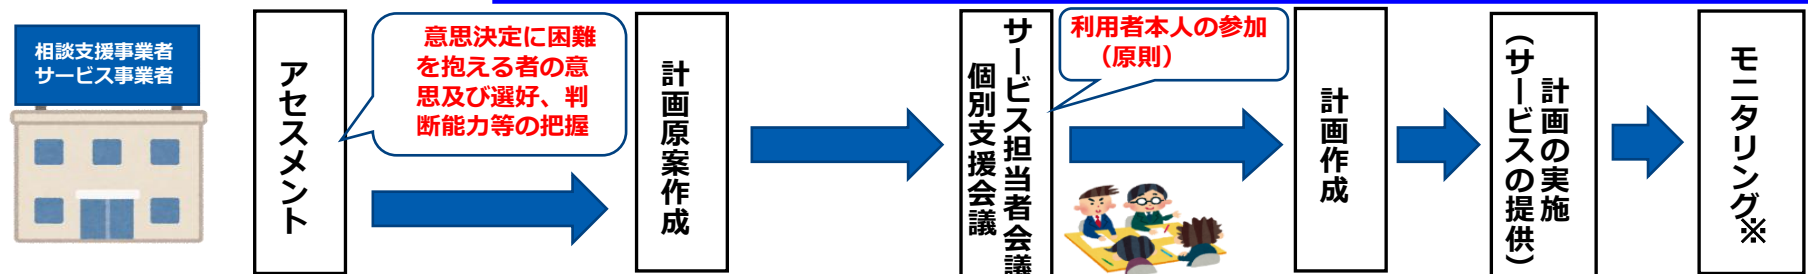 相談支援事業者
サービス事業者
アセスメント
意思決定に困難
を抱える者の意
思及び選好、判
断能力等の把握
計画原案作成
サービス担当者会議
個別支援会議
利用者本人の参加
（原則）
計画作成
計画の実施
（サービスの提供）
モニタリング※